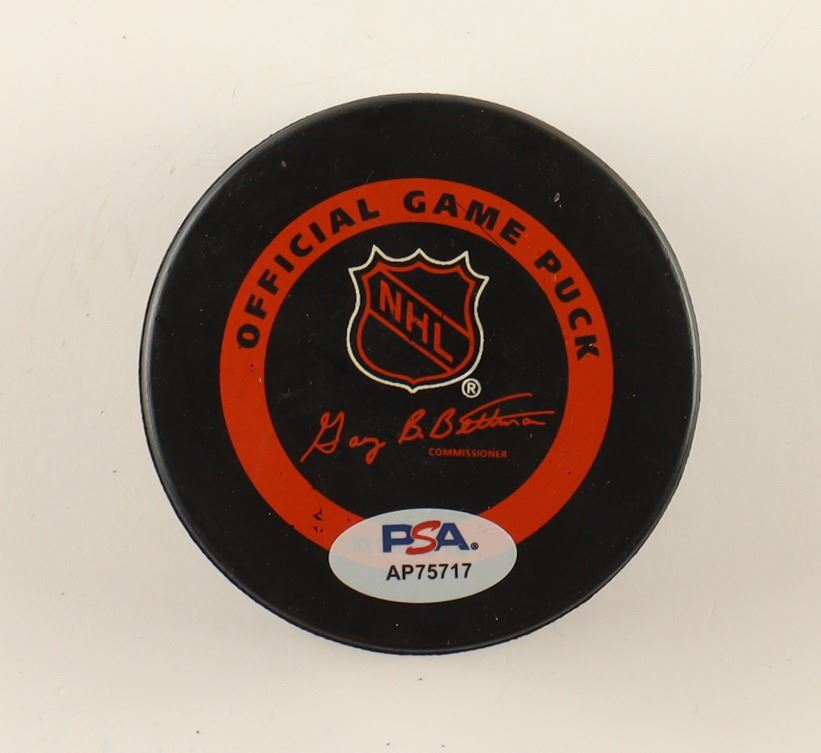 OFFICIAL GAME PUCK
NHL
®
Gary B. Bettman
COMMISSIONER
PSA®
AP75717